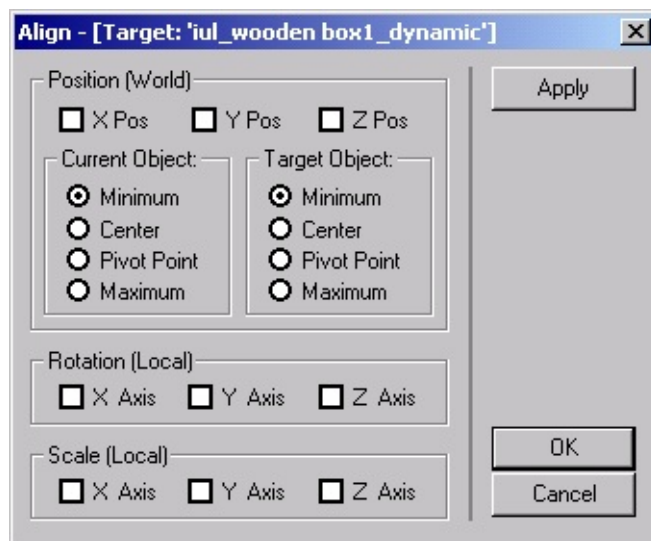 Align - [Target: 'iul_wooden box1_dynamic']
Position (World)
Apply
X Pos Y Pos Z Pos
Current Object: Target Object:
Minimum Minimum
Center Center
Pivot Point Pivot Point
Maximum Maximum
Rotation (Local)
X Axis Y Axis Z Axis
OK
Scale (Local)
X Axis Y Axis Z Axis
Cancel